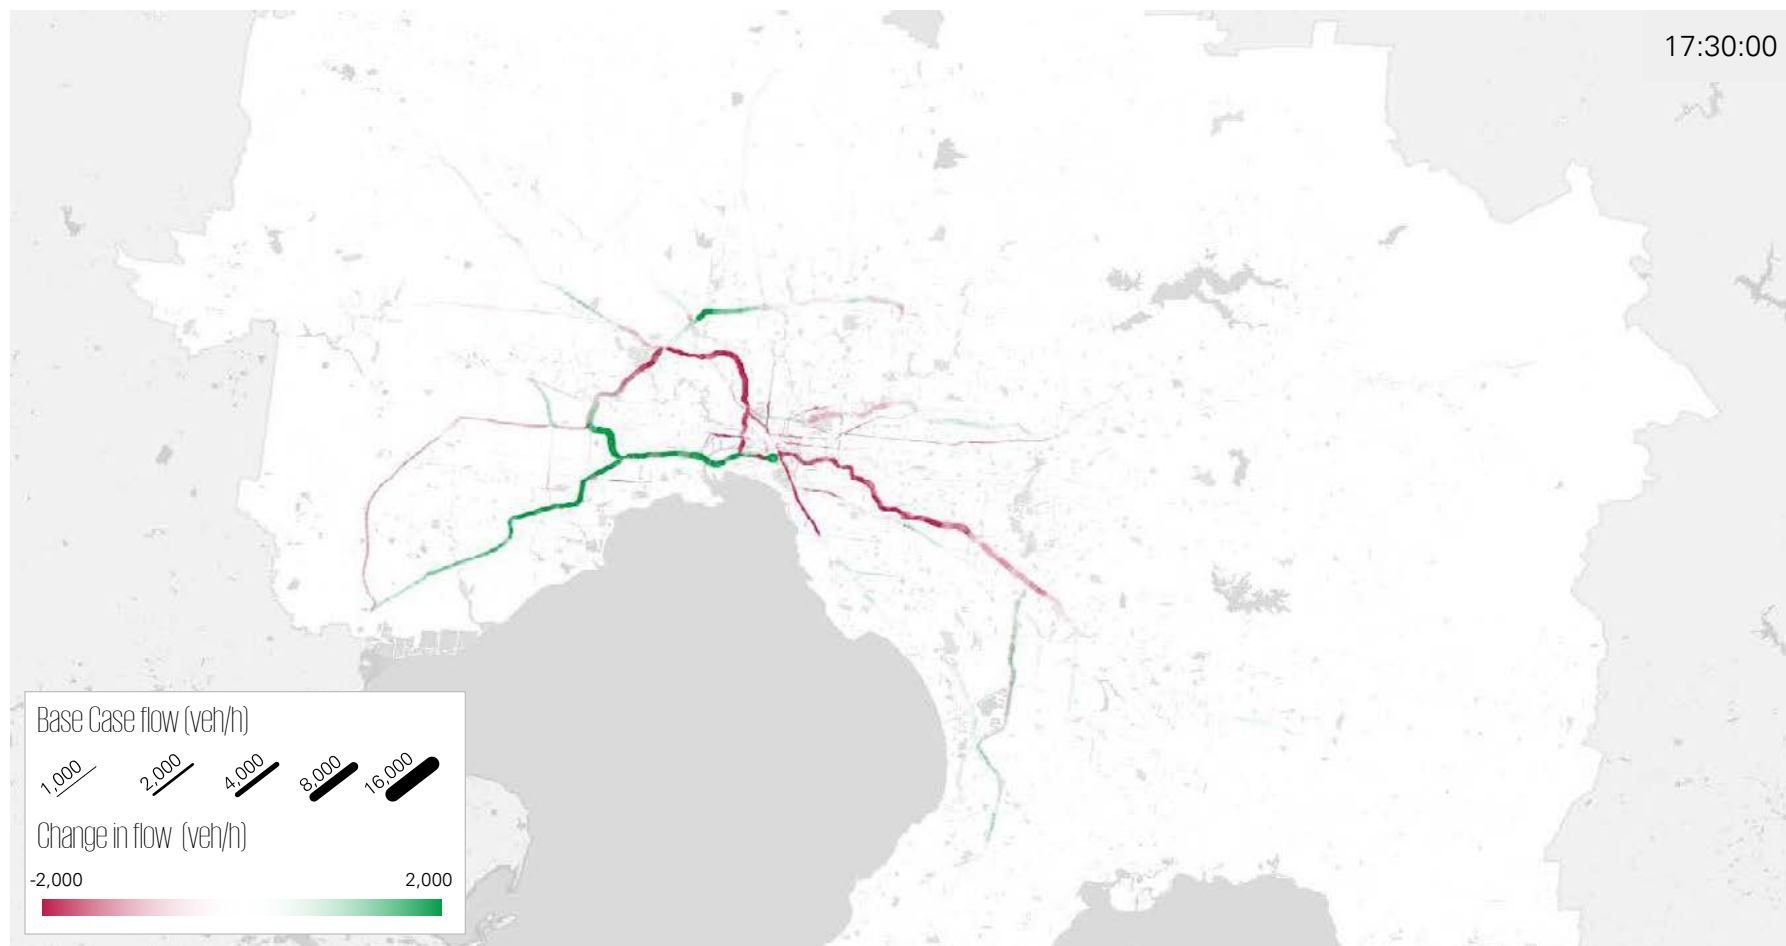 17:30:00
Base Case flow (veh/h)
1,000 2,000 4,000 8,000 16,000
Change in flow (veh/h)
-2,000 2,000